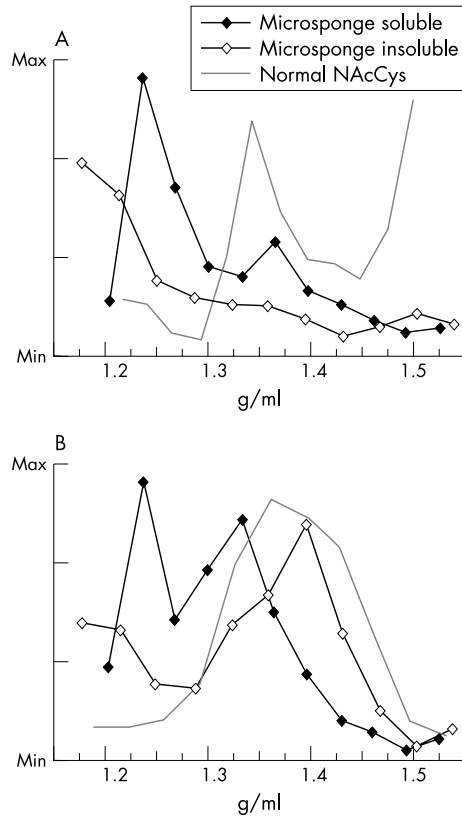 A
Microsponge soluble
Microsponge insoluble
Normal NAcCys
Max
Min
1.2 1.3 1.4 1.5
g/ml
B
Max
Min
1.2 1.3 1.4 1.5
g/ml